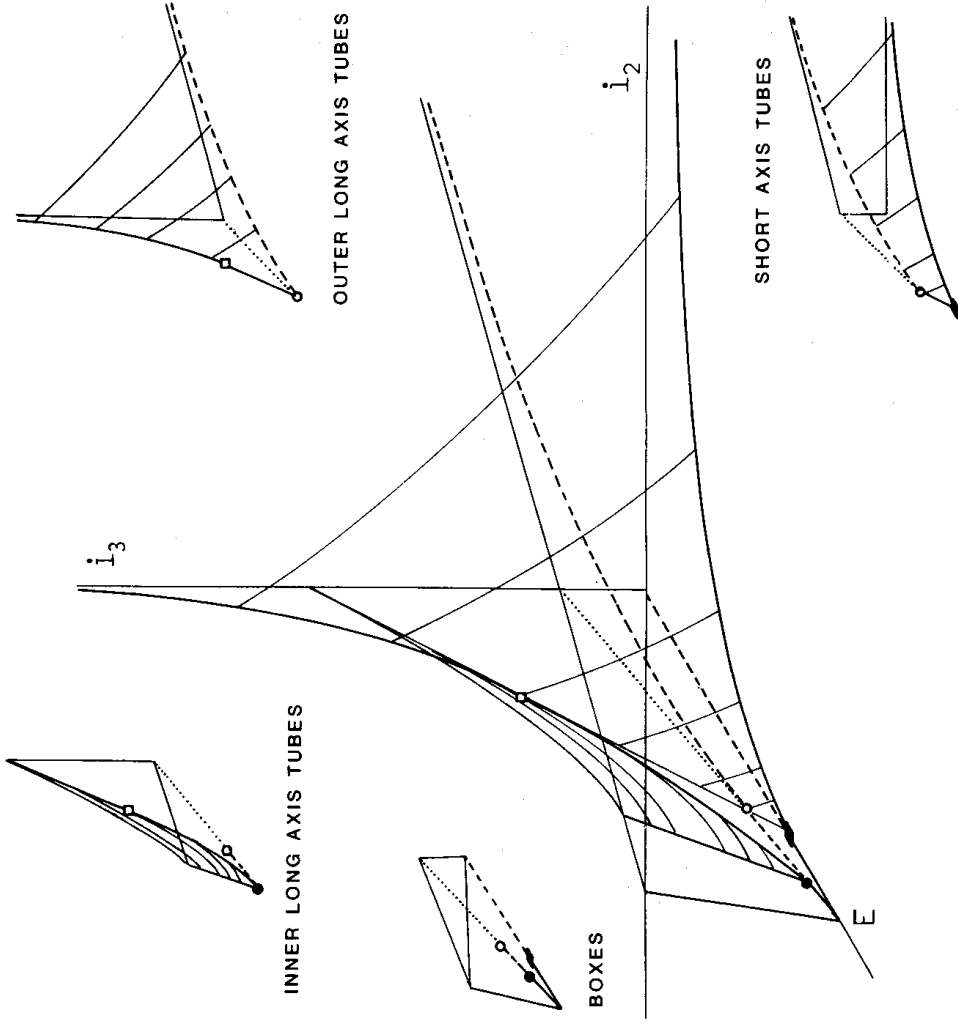 OUTER LONG AXIS TUBES
i₂
SHORT AXIS TUBES
i₃
INNER LONG AXIS TUBES
BOXES
E